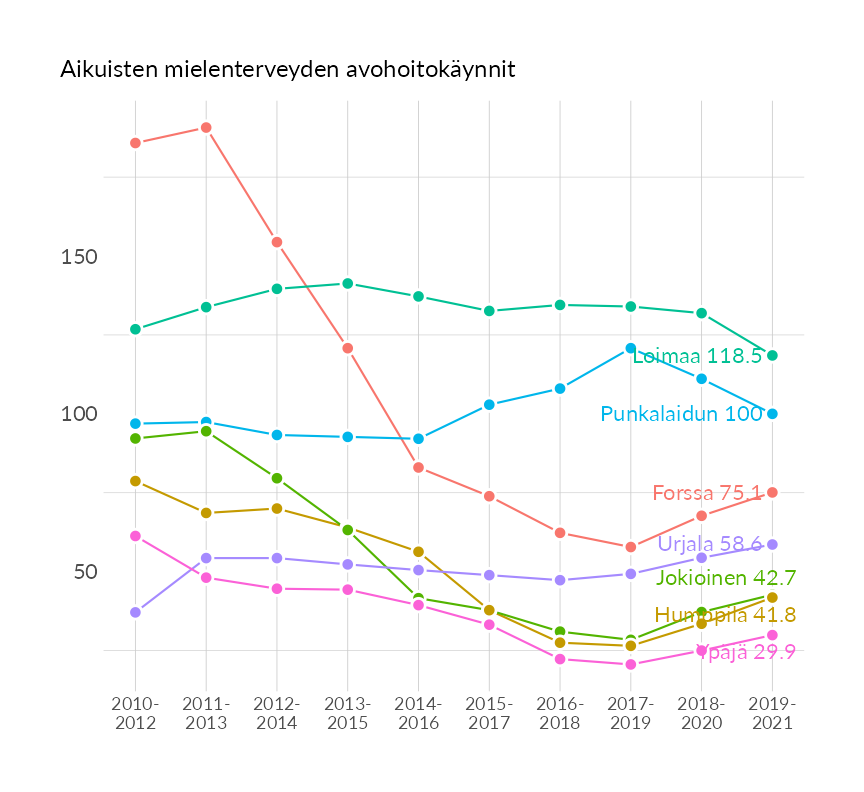 Aikuisten mielenterveyden avohoitokäynnit
150
100
50
Loimaa 118.5
Punkalaidun 100
Forssa 75.1
Urjala 58.6
Jokioinen 42.7
Humppila 41.8
Ypäjä 29.9
2010-
2012
2011-
2013
2012-
2014
2013-
2015
2014-
2016
2015-
2017
2016-
2018
2017-
2019
2018-
2020
2019-
2021